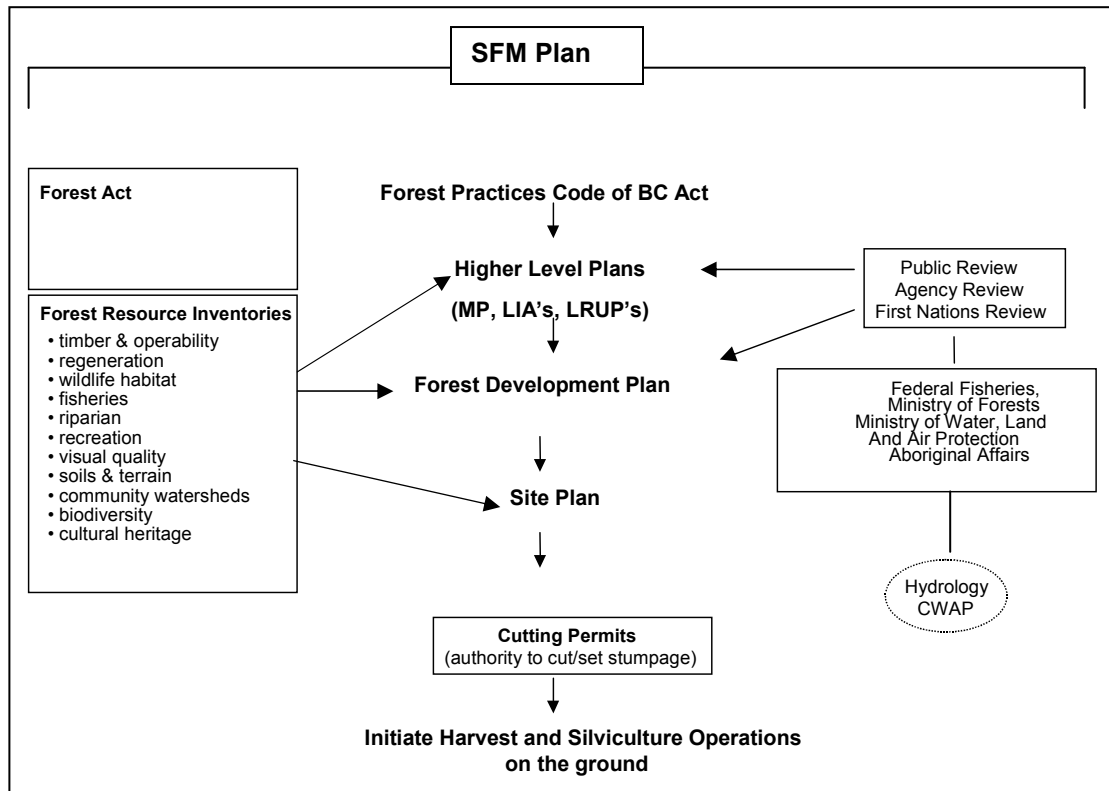 SFM Plan
Forest Act
Forest Resource Inventories
• timber & operability
• regeneration
• wildlife habitat
• fisheries
• riparian
• recreation
• visual quality
• soils & terrain
• community watersheds
• biodiversity
• cultural heritage
Forest Practices Code of BC Act
Higher Level Plans
(MP, LIA's, LRUP's)
Forest Development Plan
Site Plan
Cutting Permits
(authority to cut/set stumpage)
Initiate Harvest and Silviculture Operations
on the ground
Public Review
Agency Review
First Nations Review
Federal Fisheries,
Ministry of Forests
Ministry of Water, Land
And Air Protection
Aboriginal Affairs
Hydrology
CWAP